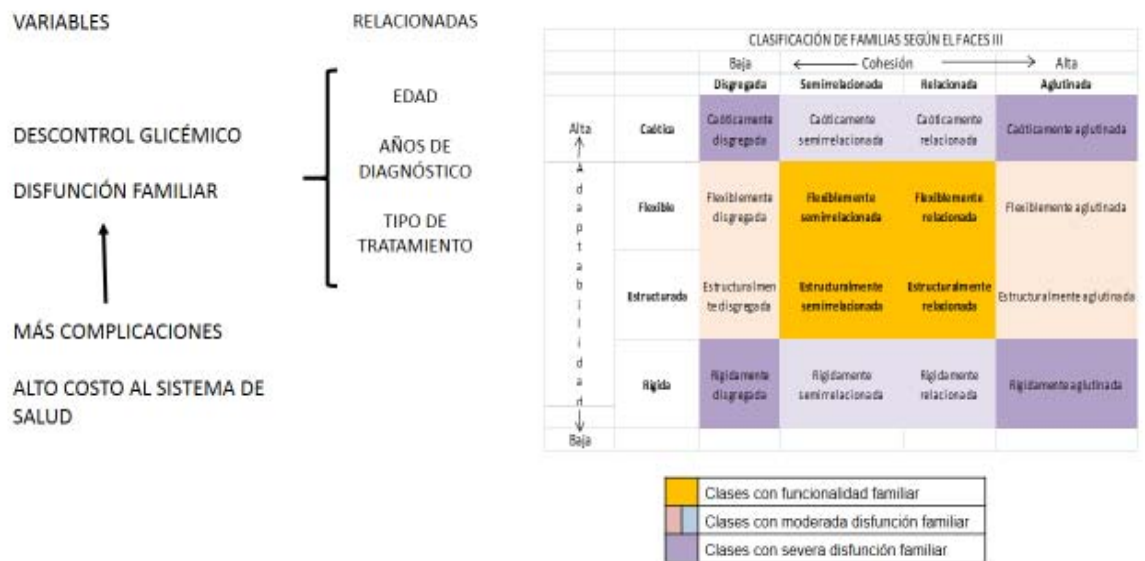 VARIABLES
RELACIONADAS
DESCONTROL GLICÉMICO
DISFUNCIÓN FAMILIAR
MÁS COMPLICACIONES
ALTO COSTO AL SISTEMA DE
SALUD
EDAD
AÑOS DE
DIAGNÓSTICO
TIPO DE
TRATAMIENTO
CLASIFICACIÓN DE FAMILIAS SEGÚN EL FACES III
Baja Cohesión Alta
Disgregada Semirrelacionada Relacionada Aglutinada
Alta
Adaptabilidad
Baja
Caótica
Caóticamente
disgregada
Caóticamente
semirrelacionada
Caóticamente
relacionada
Caóticamente aglutinada
Flexible
Flexiblemente
disgregada
Flexiblemente
semirrelacionada
Flexiblemente
relacionada
Flexiblemente aglutinada
Estructurada
Estructuralmen
te disgregada
Estructuralmente
semirrelacionada
Estructuralmente
relacionada
Estructuralmente aglutinada
Rígida
Rígidamente
disgregada
Rígidamente
semirrelacionada
Rígidamente
relacionada
Rígidamente aglutinada
Clases con funcionalidad familiar
Clases con moderada disfunción familiar
Clases con severa disfunción familiar